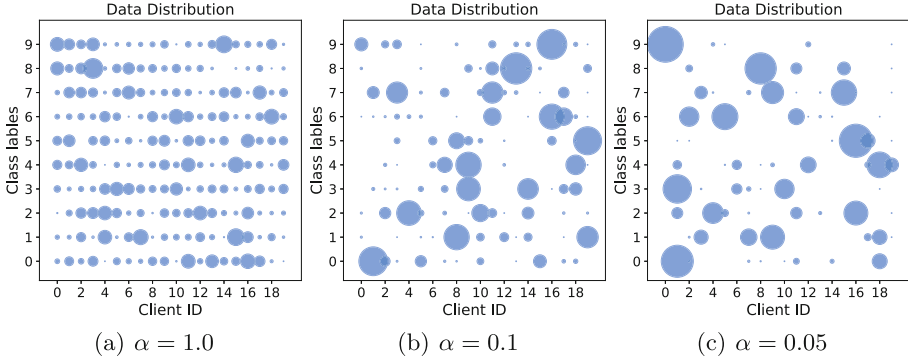 Data Distribution
Class lables
9
8
7
6
5
4
3
2
1
0
0 2 4 6 8 10 12 14 16 18
Client ID
(a) α = 1.0
Data Distribution
Class lables
9
8
7
6
5
4
3
2
1
0
0 2 4 6 8 10 12 14 16 18
Client ID
(b) α = 0.1
Data Distribution
Class lables
9
8
7
6
5
4
3
2
1
0
0 2 4 6 8 10 12 14 16 18
Client ID
(c) α = 0.05